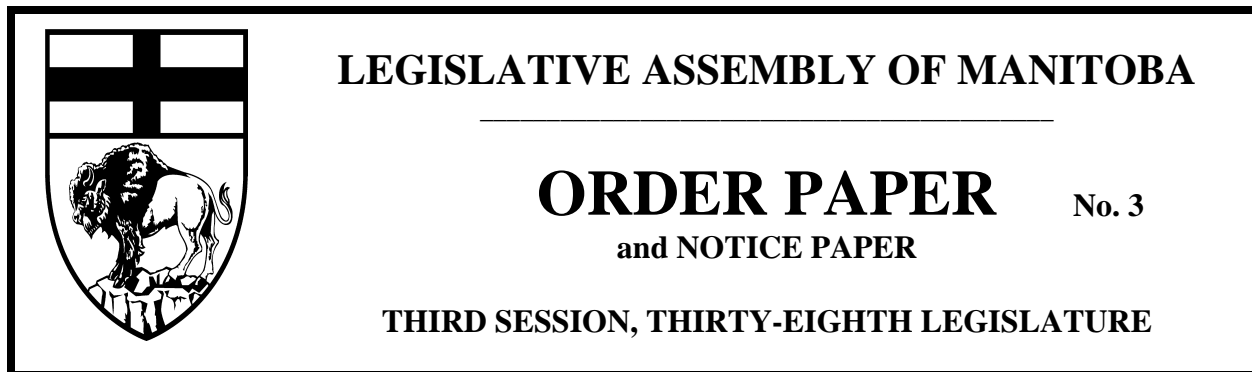 LEGISLATIVE ASSEMBLY OF MANITOBA
ORDER PAPER No. 3
and NOTICE PAPER
THIRD SESSION, THIRTY-EIGHTH LEGISLATURE